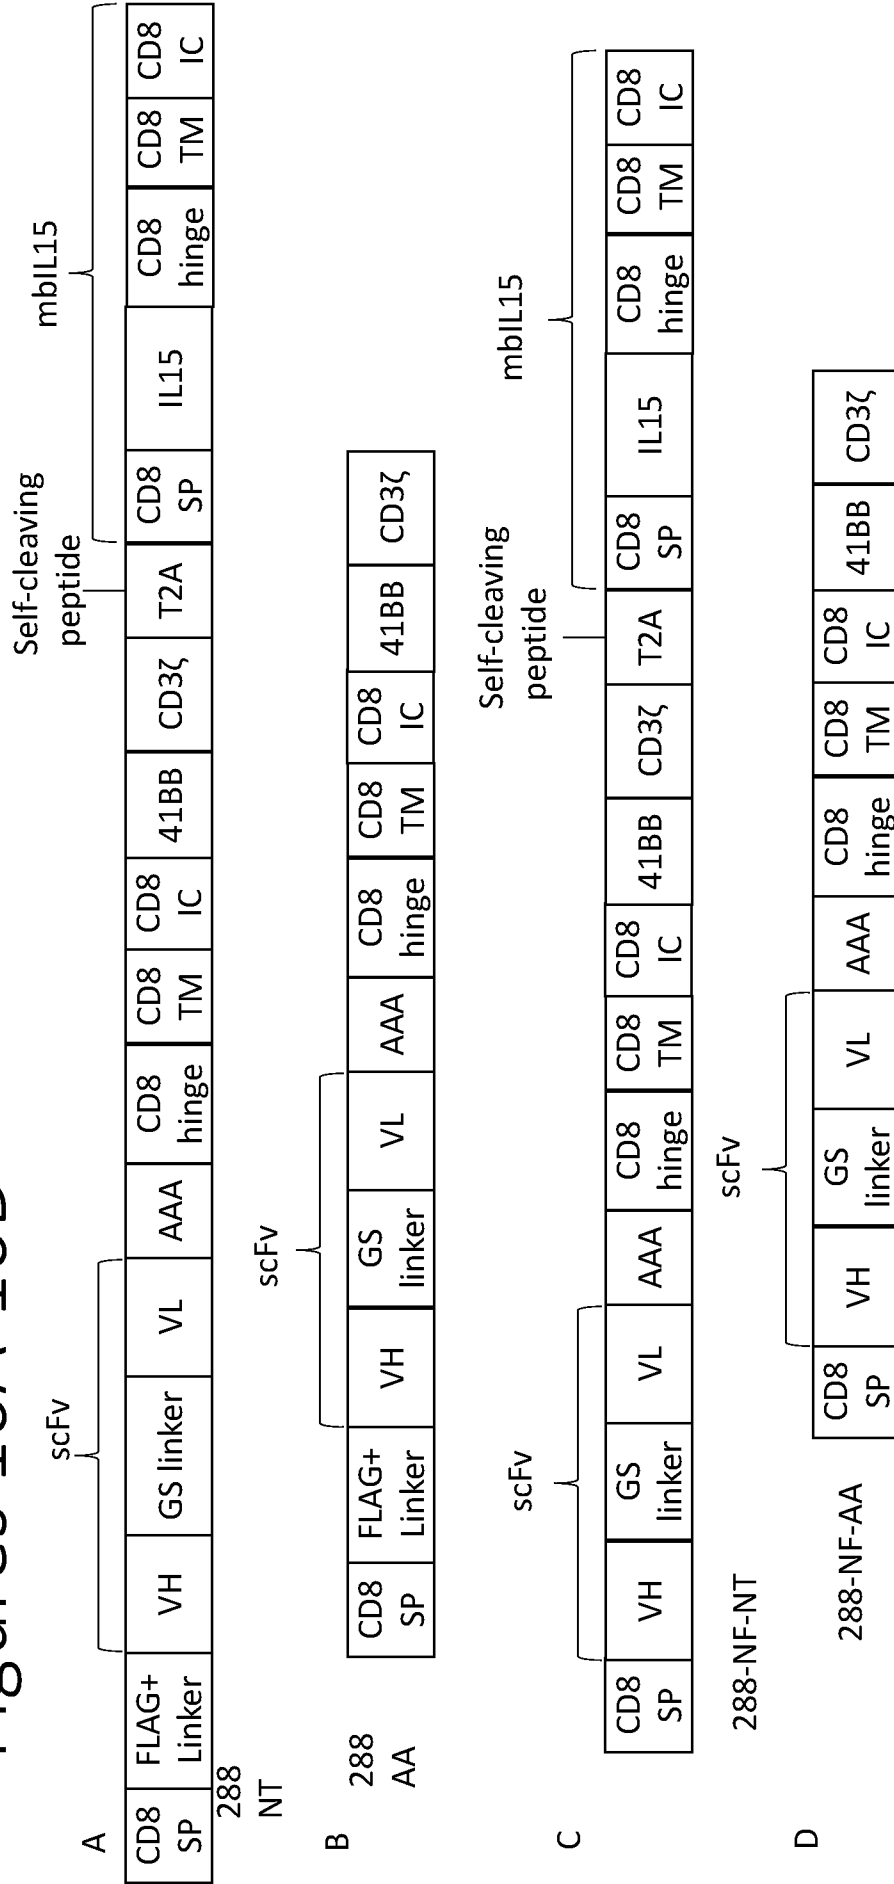 A
scFv
Self-cleaving
peptide
mbIL15
CD8
SP
FLAG+
Linker
VH
GS linker
VL
AAA
CD8
hinge
CD8
TM
CD8
IC
41BB
CD3ζ
T2A
CD8
SP
IL15
CD8
hinge
CD8
TM
CD8
IC
288
NT
B
scFv
288
AA
CD8
SP
FLAG+
Linker
VH
GS
linker
VL
AAA
CD8
hinge
CD8
TM
CD8
IC
41BB
CD3ζ
C
scFv
Self-cleaving
peptide
mbIL15
CD8
SP
VH
GS
linker
VL
AAA
CD8
hinge
CD8
TM
CD8
IC
41BB
CD3ζ
T2A
CD8
SP
IL15
CD8
hinge
CD8
TM
CD8
IC
288-NF-NT
D
scFv
288-NF-AA
CD8
SP
VH
GS
linker
VL
AAA
CD8
hinge
CD8
TM
CD8
IC
41BB
CD3ζ